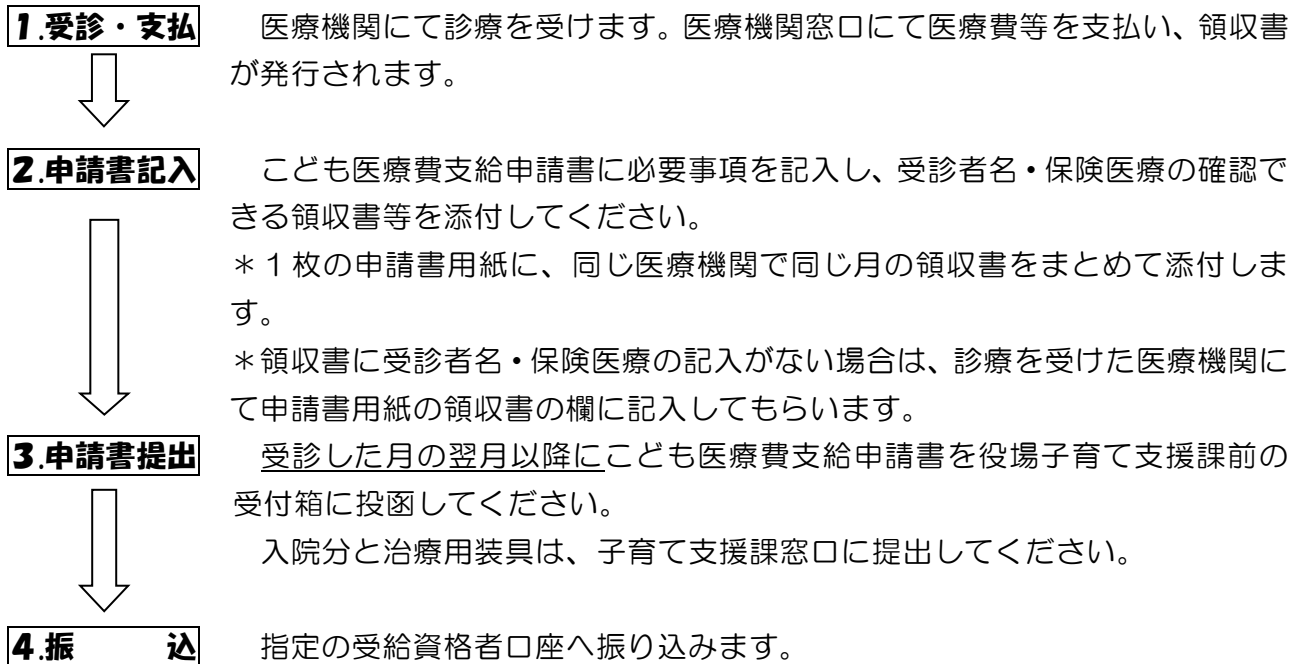 １.受診・支払　医療機関にて診療を受けます。医療機関窓口にて医療費等を支払い、領収書
が発行されます。
２.申請書記入　こども医療費支給申請書に必要事項を記入し、受診者名・保険医療の確認で
きる領収書等を添付してください。
＊１枚の申請書用紙に、同じ医療機関で同じ月の領収書をまとめて添付しま
す。
＊領収書に受診者名・保険医療の記入がない場合は、診療を受けた医療機関に
て申請書用紙の領収書の欄に記入してもらいます。
３.申請書提出　受診した月の翌月以降にこども医療費支給申請書を役場子育て支援課前の
受付箱に投函してください。
入院分と治療用装具は、子育て支援課窓口に提出してください。
４.振　　込　指定の受給資格者口座へ振り込みます。